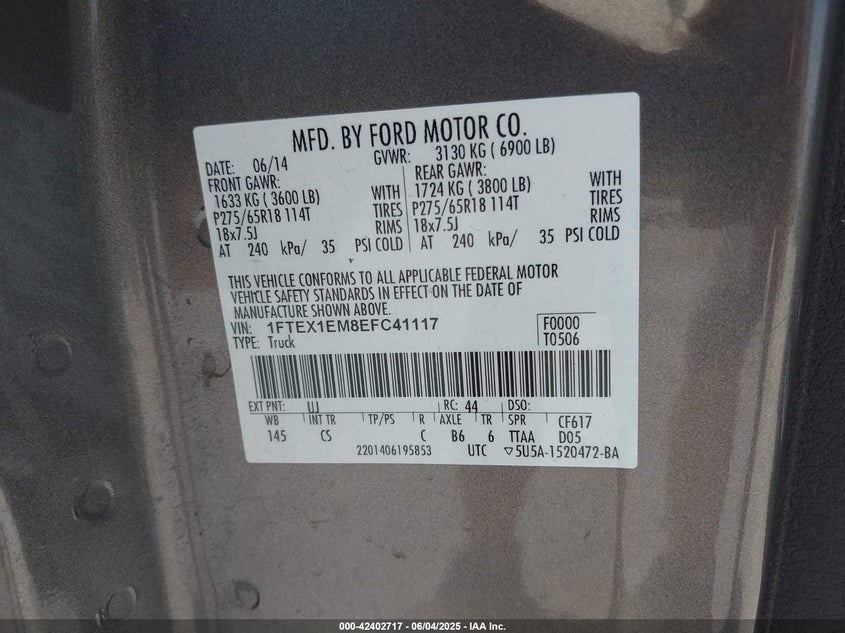 MFD. BY FORD MOTOR CO.
DATE: 06/14 GVWR: 3130 KG ( 6900 LB)
FRONT GAWR: REAR GAWR:
1633 KG ( 3600 LB) WITH 1724 KG ( 3800 LB) WITH
P275/65R18 114T TIRES P275/65R18 114T TIRES
18x7.5J RIMS 18x7.5J RIMS
AT 240 kPa/ 35 PSI COLD AT 240 kPa/ 35 PSI COLD
THIS VEHICLE CONFORMS TO ALL APPLICABLE FEDERAL MOTOR
VEHICLE SAFETY STANDARDS IN EFFECT ON THE DATE OF
MANUFACTURE SHOWN ABOVE.
VIN: 1FTEX1EM8EFC41117 F0000
TYPE: Truck T0506
EXT PNT: UJ RC: 44 DSO:
WB INT TR TP/PS R AXLE TR SPR CF617
145 CS C B6 6 TTAA D05
2201406195853 UTC ▽5U5A-1520472-BA
000-42402717 - 06/04/2025 - IAA Inc.